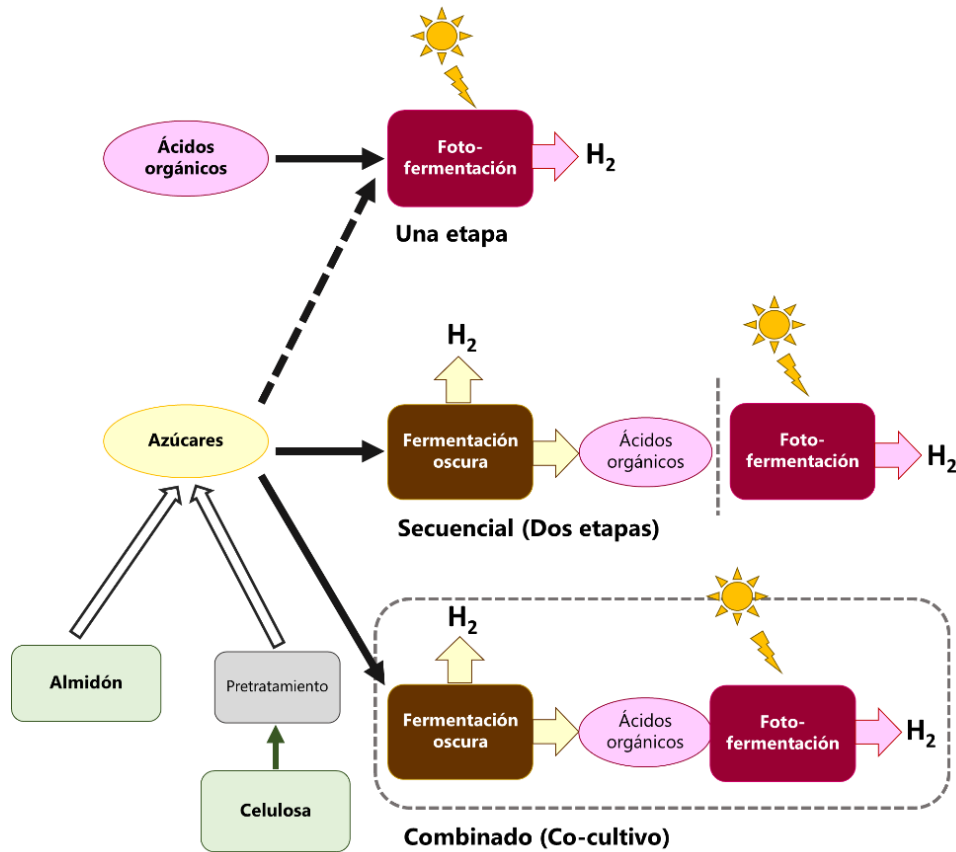 Ácidos
orgánicos
Foto-
fermentación
H₂
Una etapa
H₂
Azúcares
Fermentación
oscura
Ácidos
orgánicos
Foto-
fermentación
H₂
Secuencial (Dos etapas)
H₂
Almidón
Pretratamiento
Fermentación
oscura
Ácidos
orgánicos
Foto-
fermentación
H₂
Celulosa
Combinado (Co-cultivo)